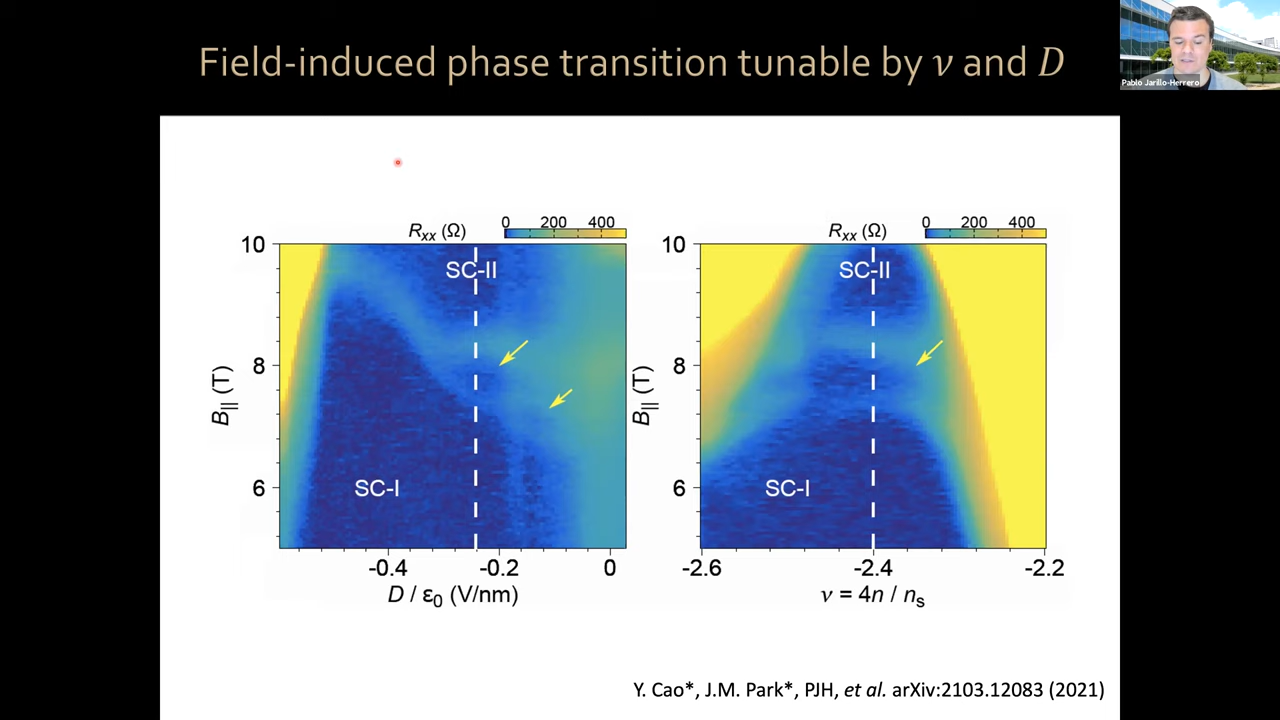 Field-induced phase transition tunable by ν and D
Pablo Jarillo-Herrero
Rxx (Ω)
0 200 400
10
8
6
B|| (T)
SC-II
SC-I
-0.4 -0.2 0
D / ε0 (V/nm)
Rxx (Ω)
0 200 400
10
8
6
B|| (T)
SC-II
SC-I
-2.6 -2.4 -2.2
ν = 4n / ns
Y. Cao*, J.M. Park*, PJH, et al. arXiv:2103.12083 (2021)